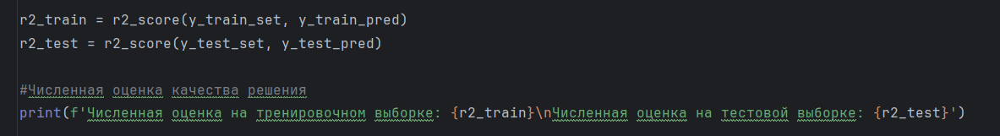 r2_train = r2_score(y_train_set, y_train_pred)
r2_test = r2_score(y_test_set, y_test_pred)
#Численная оценка качества решения
print(f'Численная оценка на тренировочном выборке: {r2_train}\nЧисленная оценка на тестовой выборке: {r2_test}')